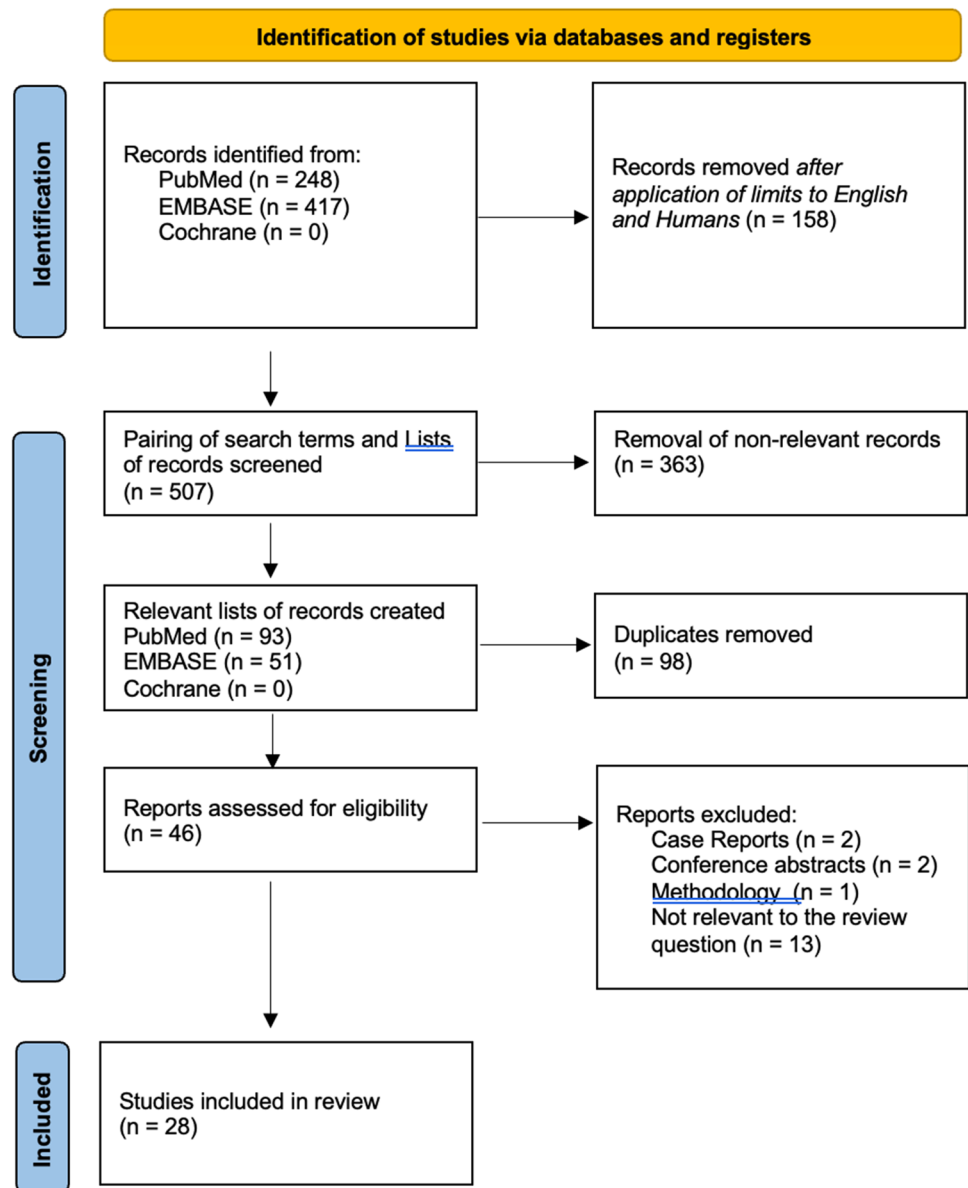 Identification of studies via databases and registers
Identification
Records identified from:
PubMed (n = 248)
EMBASE (n = 417)
Cochrane (n = 0)
Records removed after
application of limits to English
and Humans (n = 158)
Screening
Pairing of search terms and Lists
of records screened
(n = 507)
Removal of non-relevant records
(n = 363)
Relevant lists of records created
PubMed (n = 93)
EMBASE (n = 51)
Cochrane (n = 0)
Duplicates removed
(n = 98)
Reports assessed for eligibility
(n = 46)
Reports excluded:
Case Reports (n = 2)
Conference abstracts (n = 2)
Methodology (n = 1)
Not relevant to the review
question (n = 13)
Included
Studies included in review
(n = 28)